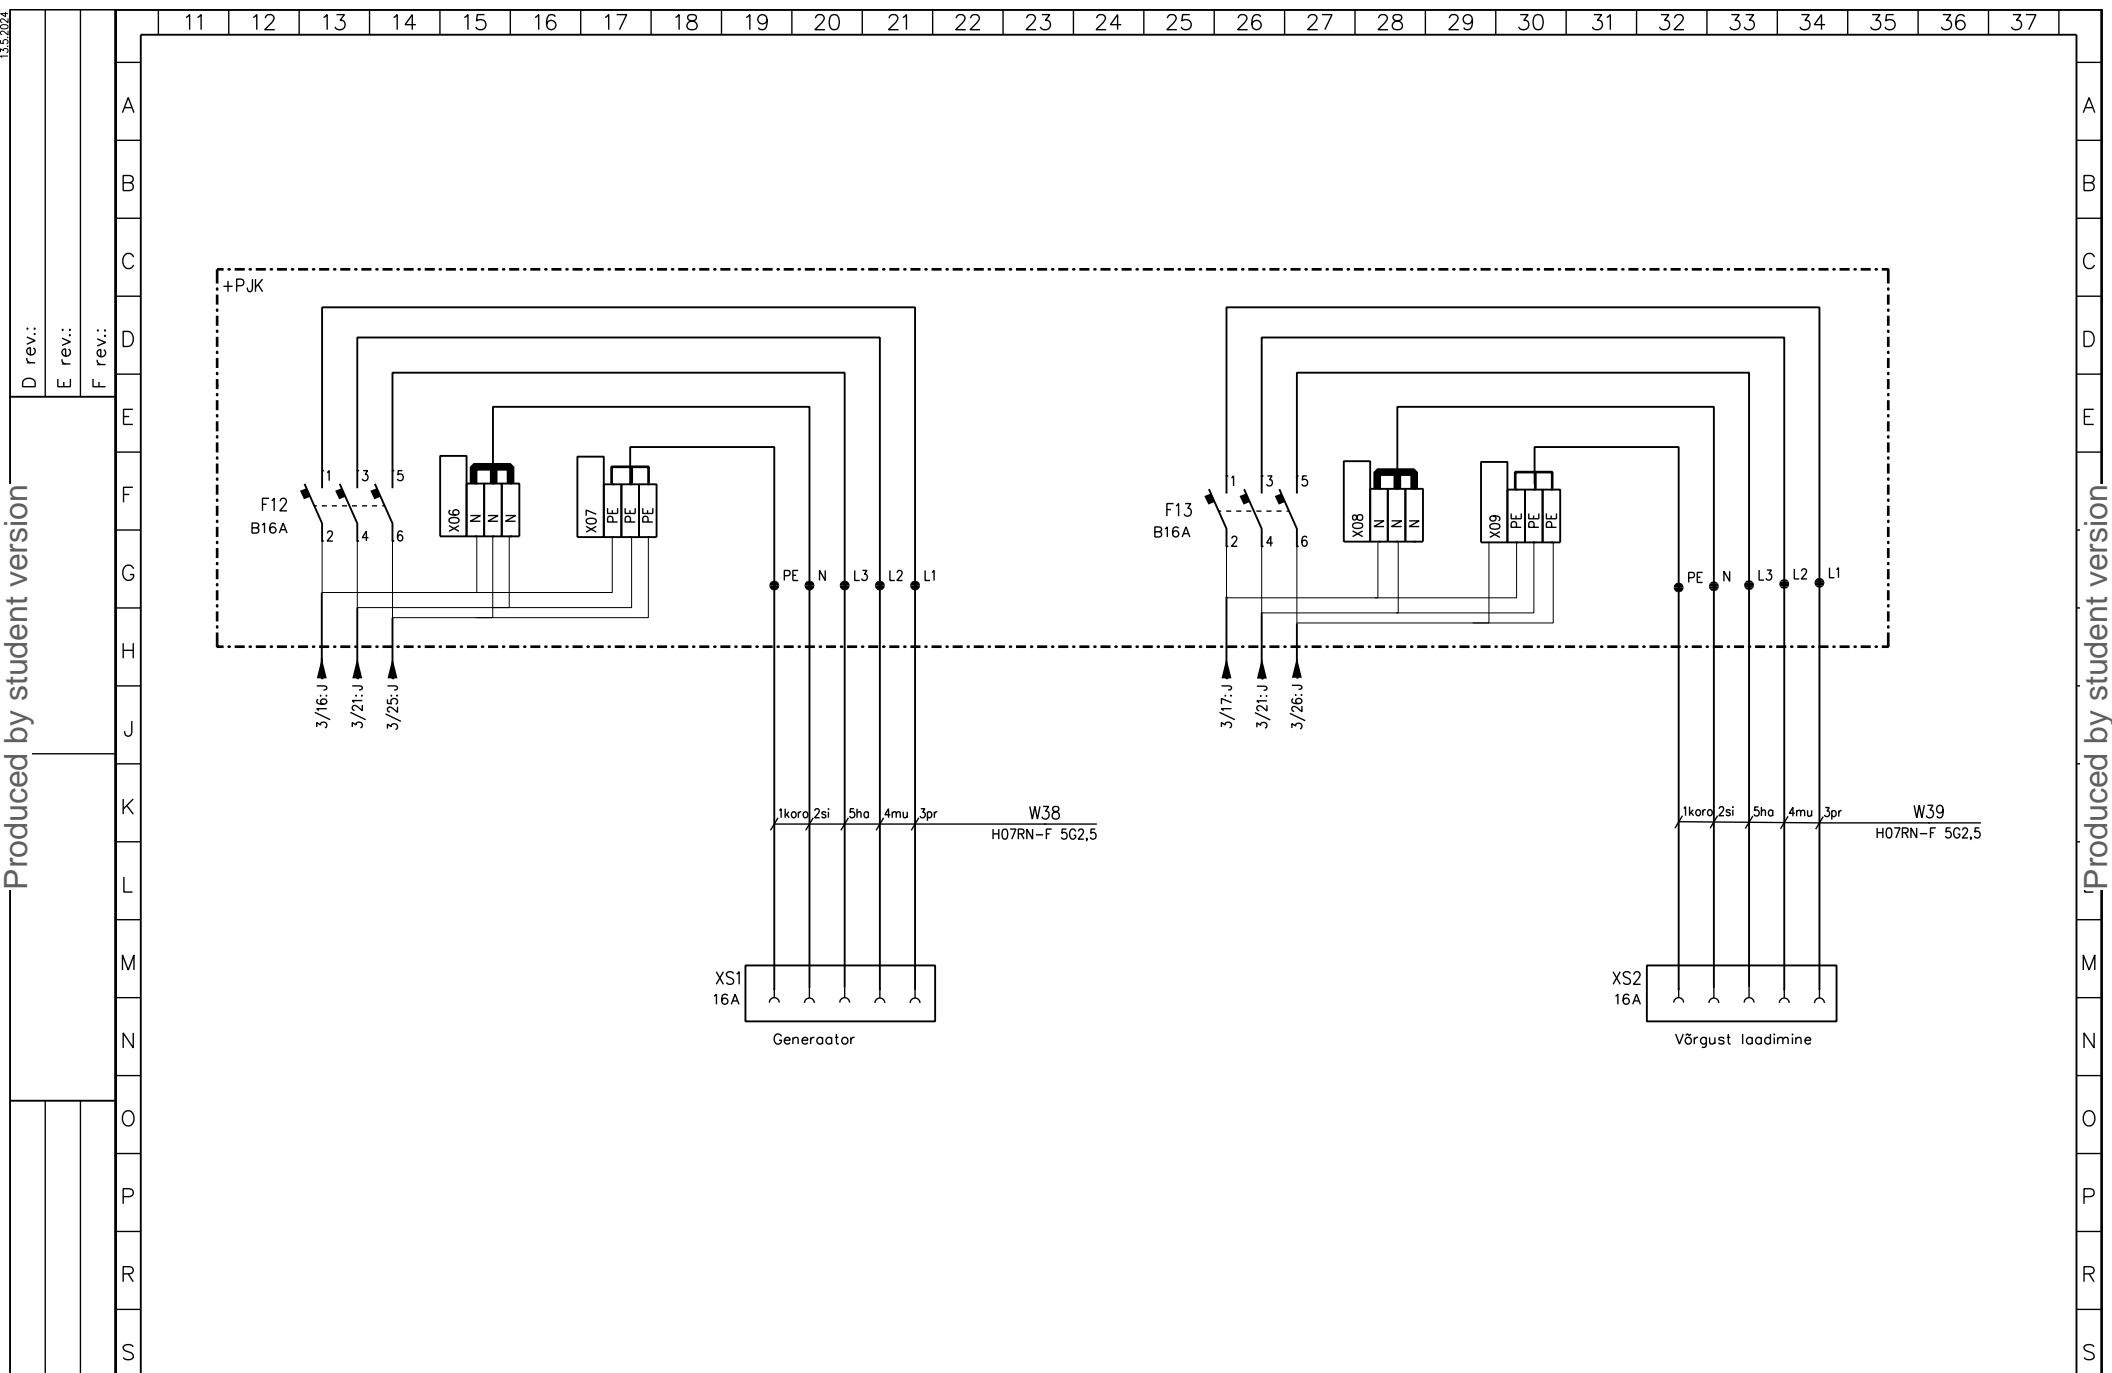 13.5.2024
11 12 13 14 15 16 17 18 19 20 21 22 23 24 25 26 27 28 29 30 31 32 33 34 35 36 37
A A
B B
C C
+PJK
D rev.: E rev.: F rev.:
D D
E E
F F
1 3 5
F12
B16A
2 4 6
X06 N N N
X07 PE PE PE
1 3 5
F13
B16A
2 4 6
X08 N N N
X09 PE PE PE
G
PE N L3 L2 L1
PE N L3 L2 L1
H
3/16:J 3/21:J 3/25:J
3/17:J 3/21:J 3/26:J
J
Produced by student version
Produced by student version
K
1koro 2si 5ha 4mu 3pr W38
H07RN-F 5G2,5
1koro 2si 5ha 4mu 3pr W39
H07RN-F 5G2,5
L
M M
XS1
16A
XS2
16A
N N
Generaator
Võrgust laadimine
O O
P P
R R
S S